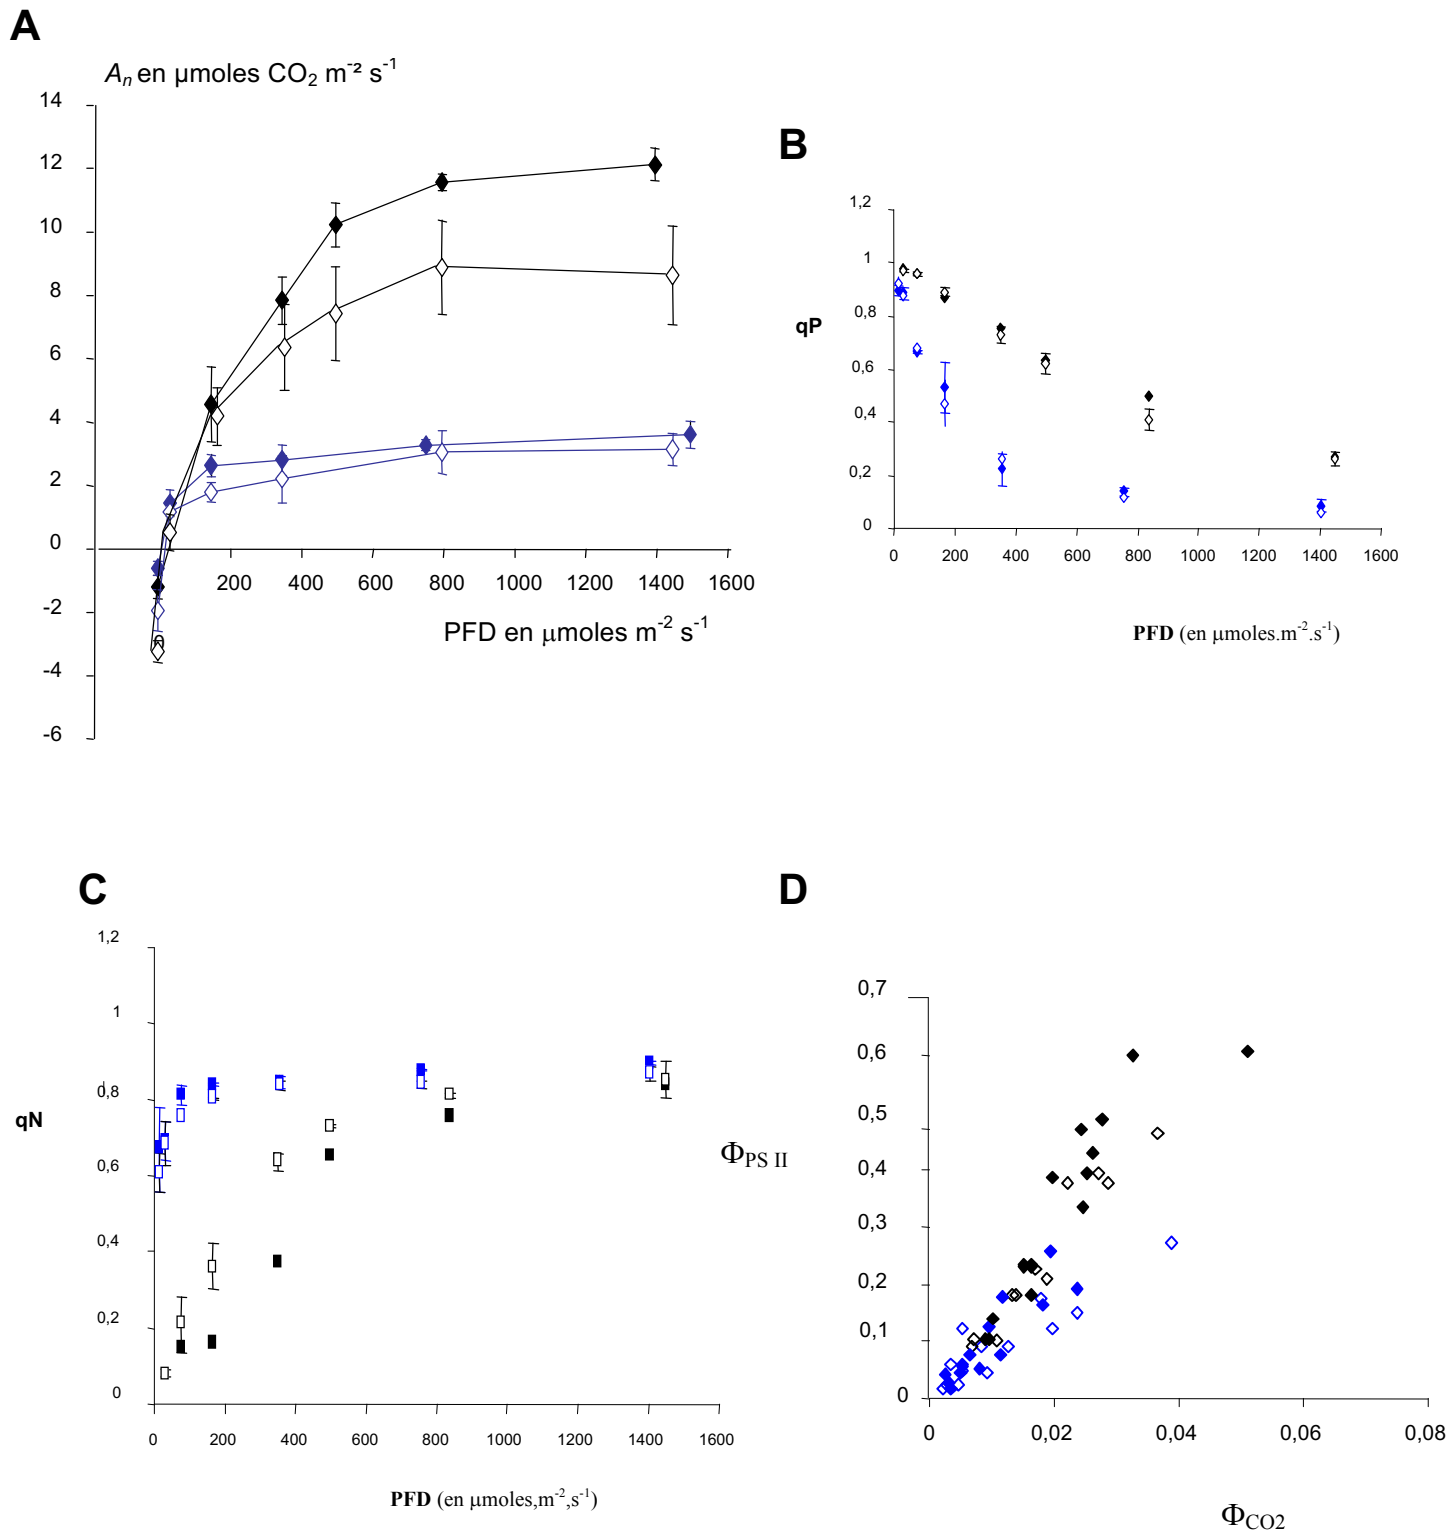 A
An en µmoles CO2 m-² s-1
14
12
10
8
6
4
2
0
-2
-4
-6
200 400 600 800 1000 1200 1400 1600
PFD en µmoles m-2 s-1
B
1,2
1
0,8
0,6
0,4
0,2
0
qP
0 200 400 600 800 1000 1200 1400 1600
PFD (en µmoles.m-2.s-1)
C
1,2
1
0,8
0,6
0,4
0,2
0
qN
0 200 400 600 800 1000 1200 1400 1600
PFD (en µmoles,m-2,s-1)
D
0,7
0,6
0,5
0,4
0,3
0,2
0,1
0
ΦPS II
0 0,02 0,04 0,06 0,08
ΦCO2